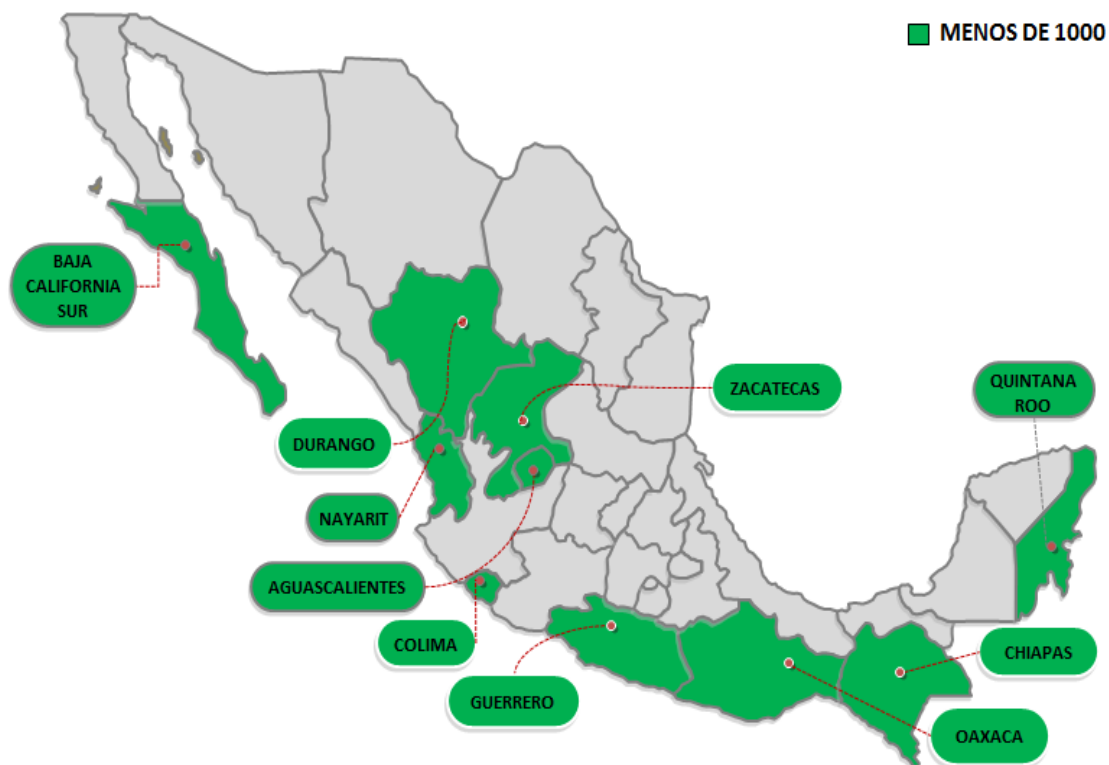 MENOS DE 1000
BAJA
CALIFORNIA
SUR
ZACATECAS
QUINTANA
ROO
DURANGO
NAYARIT
AGUASCALIENTES
COLIMA
CHIAPAS
GUERRERO
OAXACA